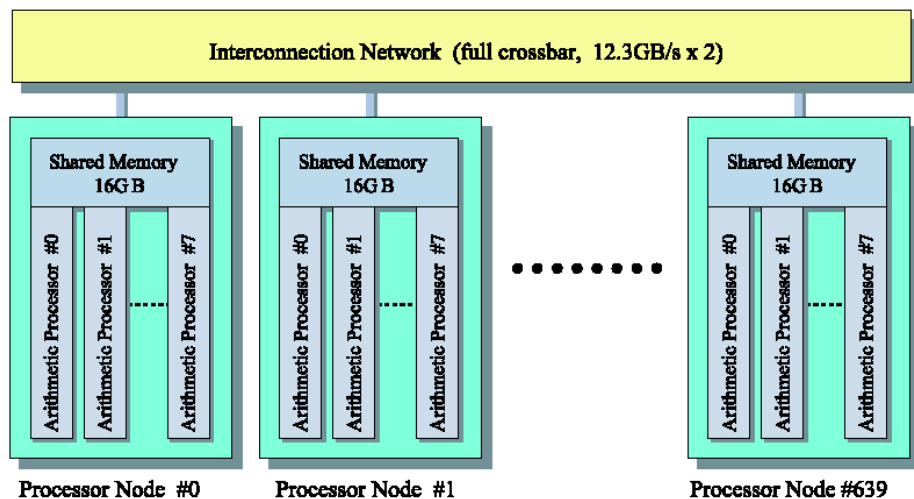 Interconnection Network (full crossbar, 12.3GB/s x 2)
Shared Memory
16GB
Arithmetic Processor #0
Arithmetic Processor #1
Arithmetic Processor #7
Processor Node #0
Shared Memory
16GB
Arithmetic Processor #0
Arithmetic Processor #1
Arithmetic Processor #7
Processor Node #1
Shared Memory
16GB
Arithmetic Processor #0
Arithmetic Processor #1
Arithmetic Processor #7
Processor Node #639